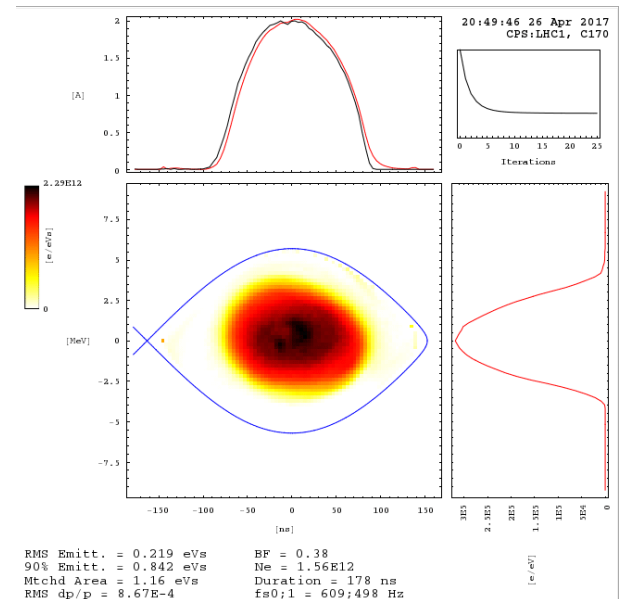 20:49:46 26 Apr 2017
CPS:LHC1, C170
2
1.5
[A]
1
0.5
0
0 5 10 15 20 25
Iterations
2.29E12
[e/eVs]
0
7.5
5
2.5
[MeV]
0
-2.5
-5
-7.5
-150 -100 -50 0 50 100 150
[ns]
3E5 2.5E5 2E5 1.5E5 1E5 5E4 0
[e/eV]
RMS Emitt. = 0.219 eVs BF = 0.38
90% Emitt. = 0.842 eVs Ne = 1.56E12
Mtchd Area = 1.16 eVs Duration = 178 ns
RMS dp/p = 8.67E-4 fs0;1 = 609;498 Hz